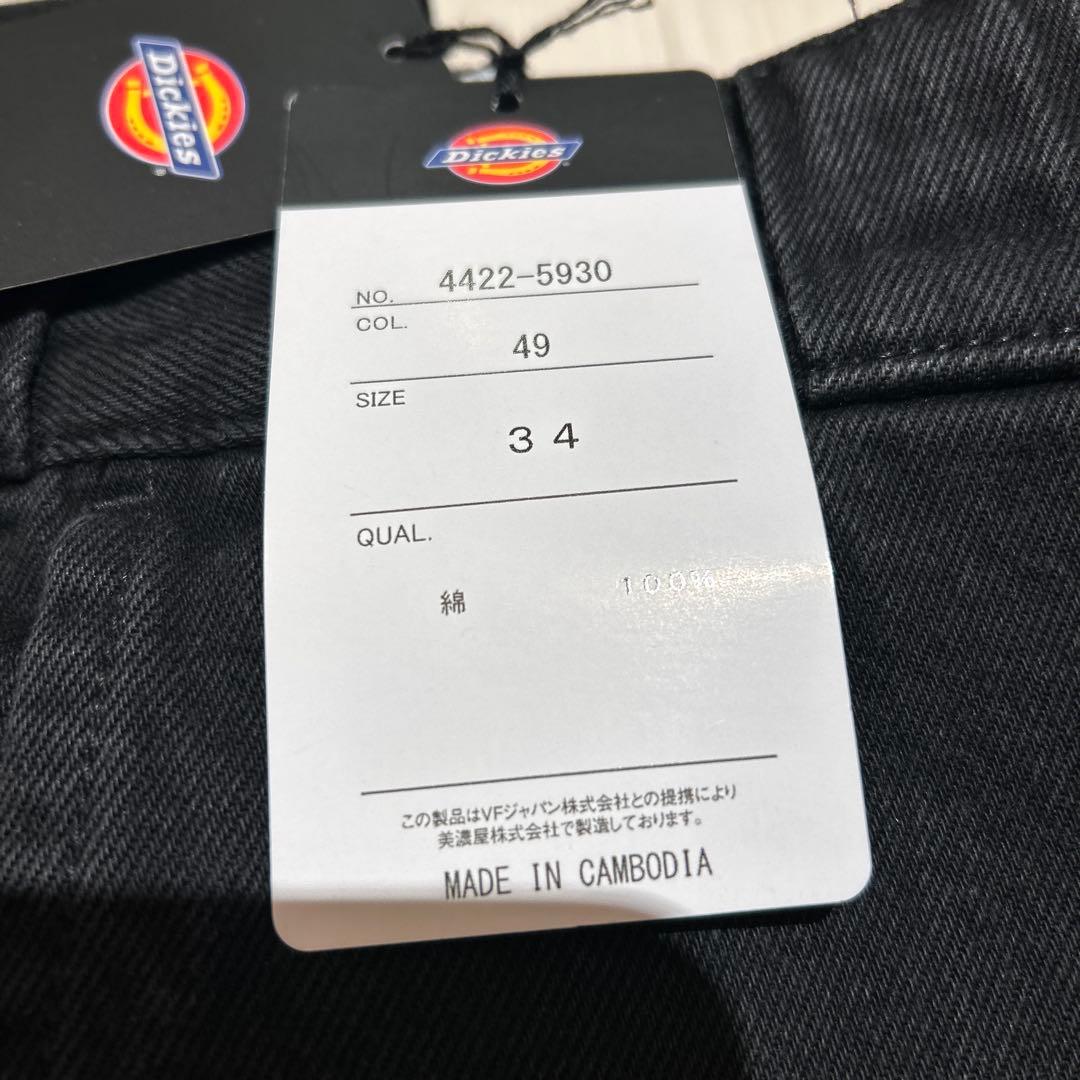 Dickies
Dickies
NO. 4422-5930
COL.
49
SIZE
34
QUAL.
綿 100%
この製品はVFジャパン株式会社との提携により
美濃屋株式会社で製造しております。
MADE IN CAMBODIA